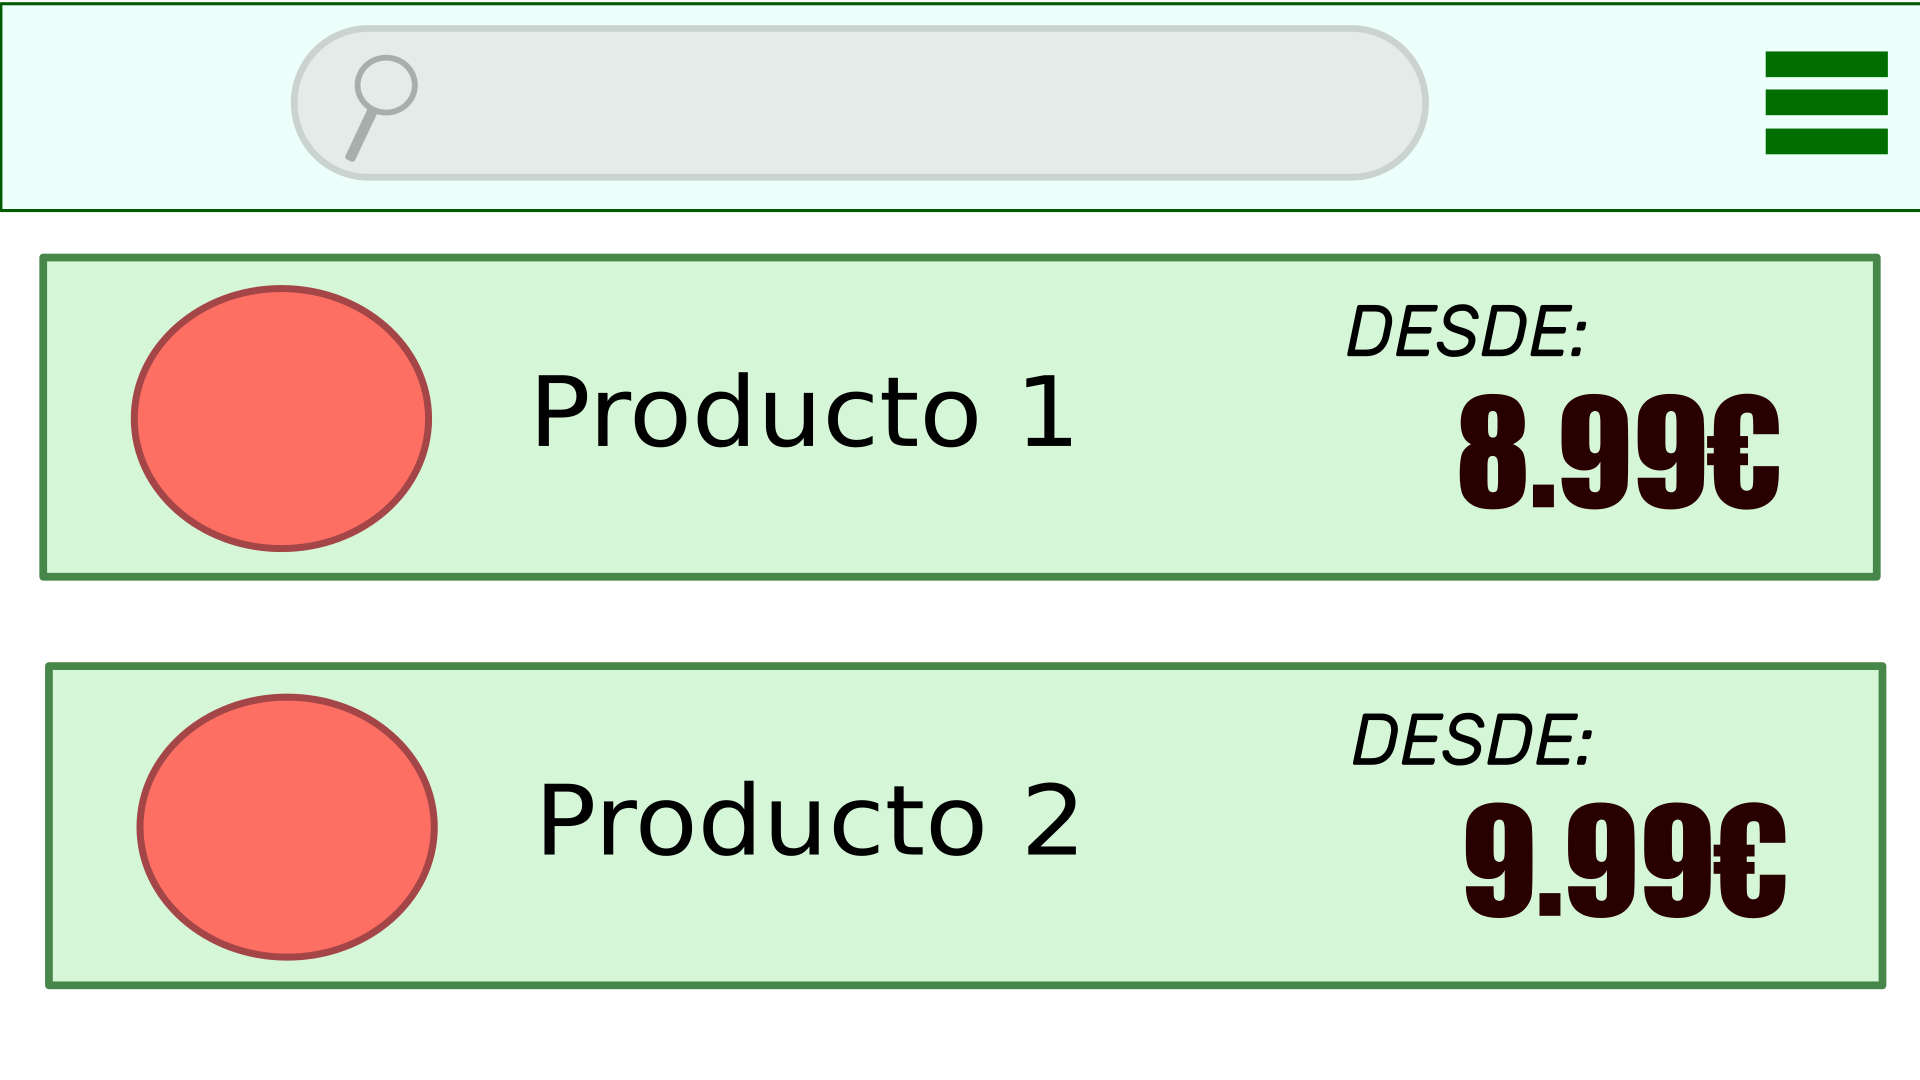 DESDE:
Producto 1
8.99€
DESDE:
Producto 2
9.99€